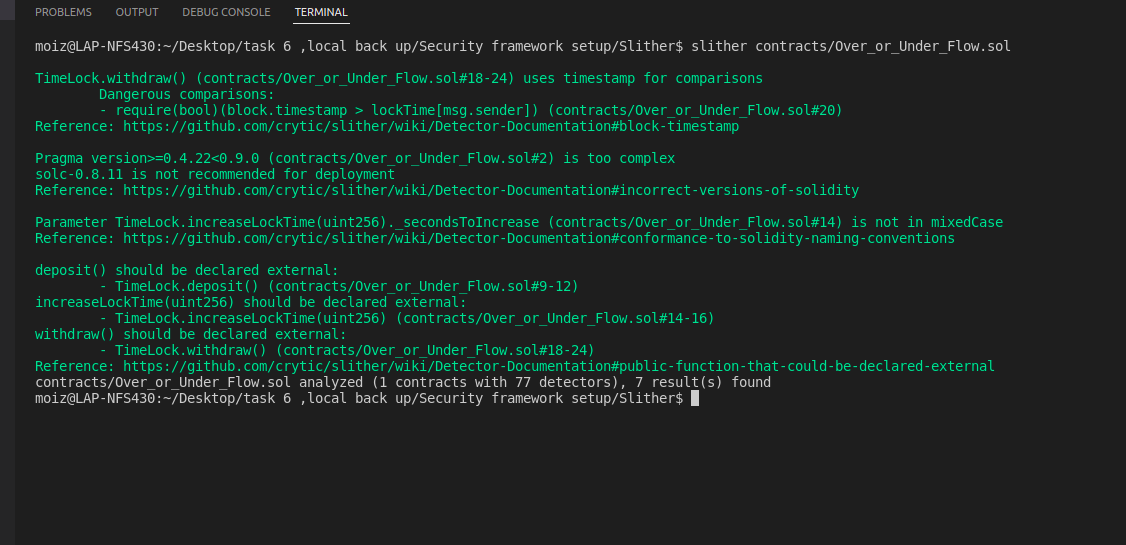 PROBLEMS OUTPUT DEBUG CONSOLE TERMINAL
moiz@LAP-NFS430:~/Desktop/task 6 ,local back up/Security framework setup/Slither$ slither contracts/Over_or_Under_Flow.sol
TimeLock.withdraw() (contracts/Over_or_Under_Flow.sol#18-24) uses timestamp for comparisons
Dangerous comparisons:
- require(bool)(block.timestamp > lockTime[msg.sender]) (contracts/Over_or_Under_Flow.sol#20)
Reference: https://github.com/crytic/slither/wiki/Detector-Documentation#block-timestamp
Pragma version>=0.4.22<0.9.0 (contracts/Over_or_Under_Flow.sol#2) is too complex
solc-0.8.11 is not recommended for deployment
Reference: https://github.com/crytic/slither/wiki/Detector-Documentation#incorrect-versions-of-solidity
Parameter TimeLock.increaseLockTime(uint256)._secondsToIncrease (contracts/Over_or_Under_Flow.sol#14) is not in mixedCase
Reference: https://github.com/crytic/slither/wiki/Detector-Documentation#conformance-to-solidity-naming-conventions
deposit() should be declared external:
- TimeLock.deposit() (contracts/Over_or_Under_Flow.sol#9-12)
increaseLockTime(uint256) should be declared external:
- TimeLock.increaseLockTime(uint256) (contracts/Over_or_Under_Flow.sol#14-16)
withdraw() should be declared external:
- TimeLock.withdraw() (contracts/Over_or_Under_Flow.sol#18-24)
Reference: https://github.com/crytic/slither/wiki/Detector-Documentation#public-function-that-could-be-declared-external
contracts/Over_or_Under_Flow.sol analyzed (1 contracts with 77 detectors), 7 result(s) found
moiz@LAP-NFS430:~/Desktop/task 6 ,local back up/Security framework setup/Slither$